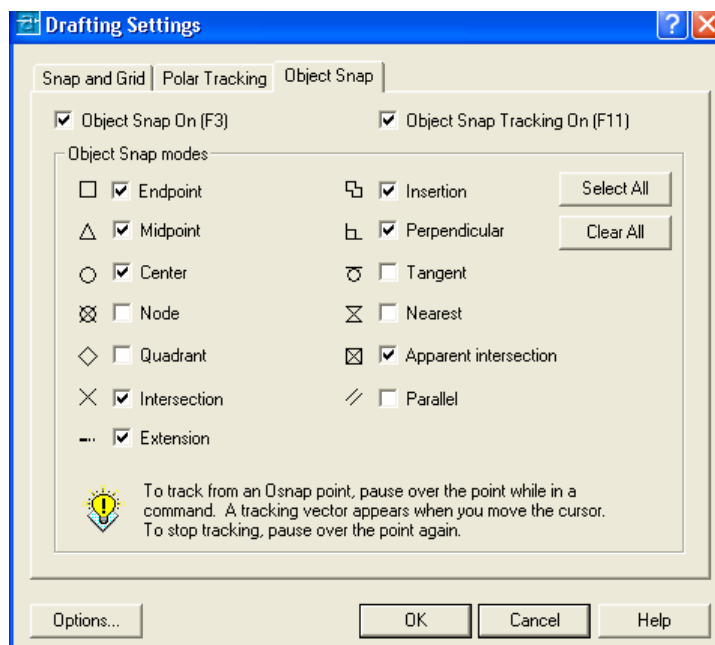 Drafting Settings
Snap and Grid Polar Tracking Object Snap
Object Snap On (F3) Object Snap Tracking On (F11)
Object Snap modes
Endpoint Insertion Select All
Midpoint Perpendicular Clear All
Center Tangent
Node Nearest
Quadrant Apparent intersection
Intersection Parallel
Extension
To track from an Osnap point, pause over the point while in a
command. A tracking vector appears when you move the cursor.
To stop tracking, pause over the point again.
Options... OK Cancel Help